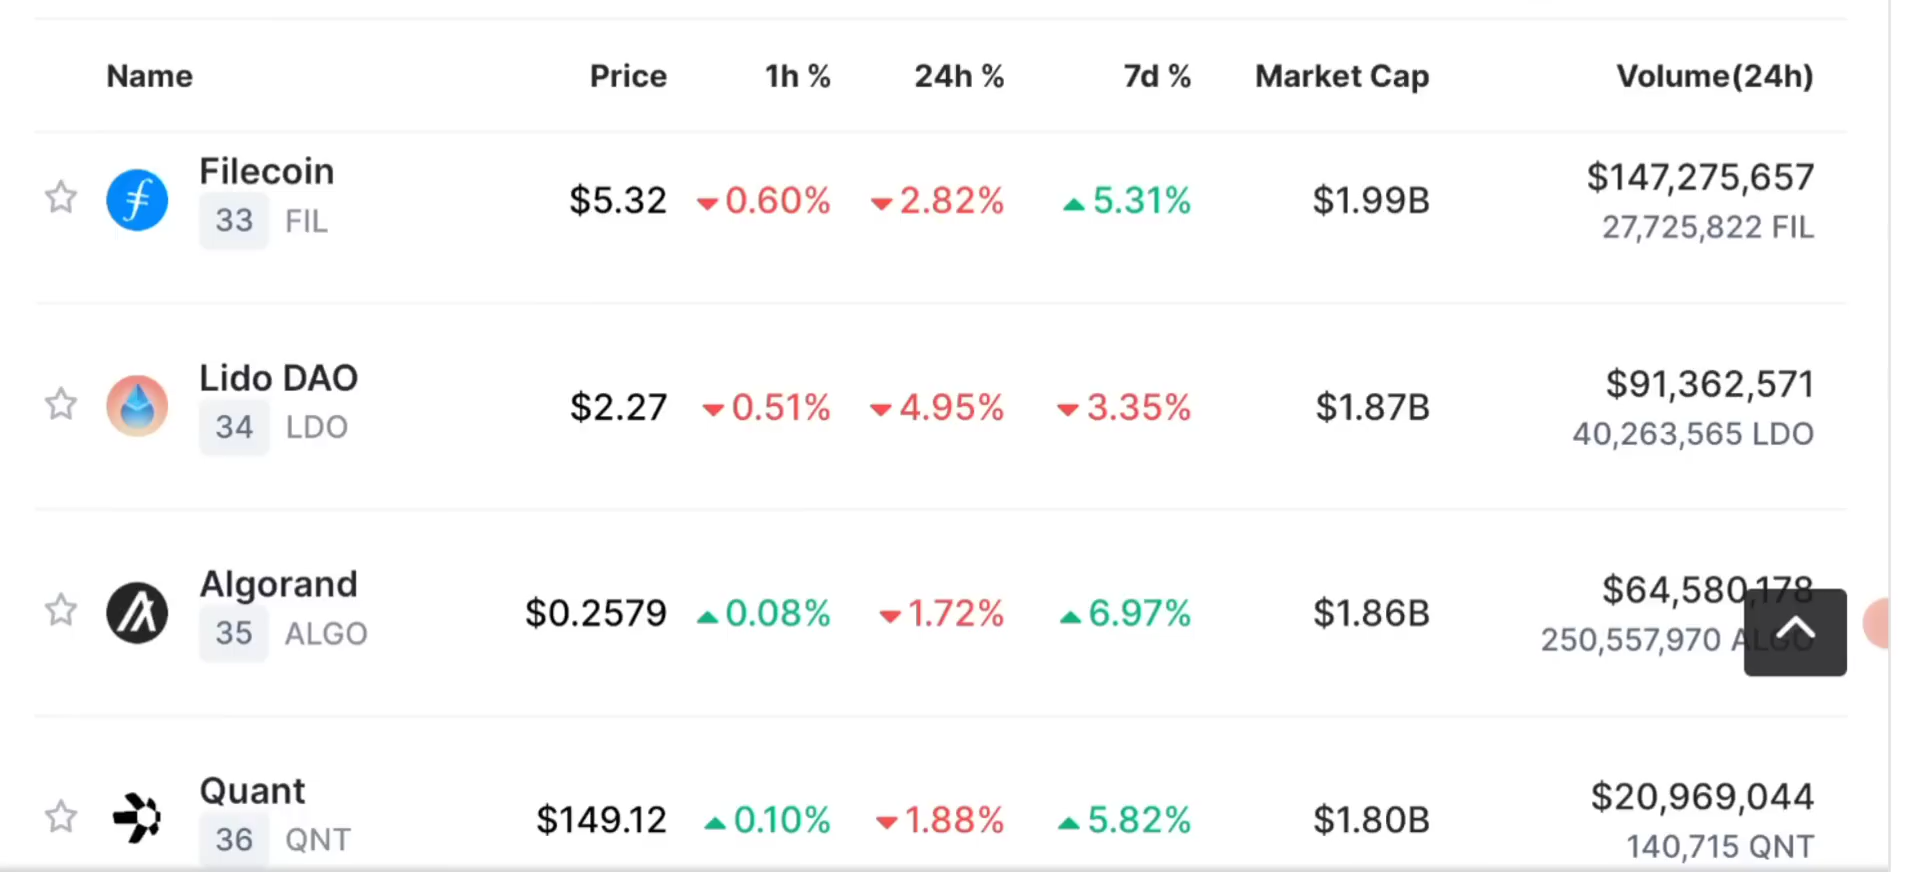 Name Price 1h % 24h % 7d % Market Cap Volume(24h)
Filecoin
33 FIL
$5.32 0.60% 2.82% 5.31% $1.99B $147,275,657
27,725,822 FIL
Lido DAO
34 LDO
$2.27 0.51% 4.95% 3.35% $1.87B $91,362,571
40,263,565 LDO
Algorand
35 ALGO
$0.2579 0.08% 1.72% 6.97% $1.86B $64,580,178
250,557,970 ALGO
Quant
36 QNT
$149.12 0.10% 1.88% 5.82% $1.80B $20,969,044
140,715 QNT